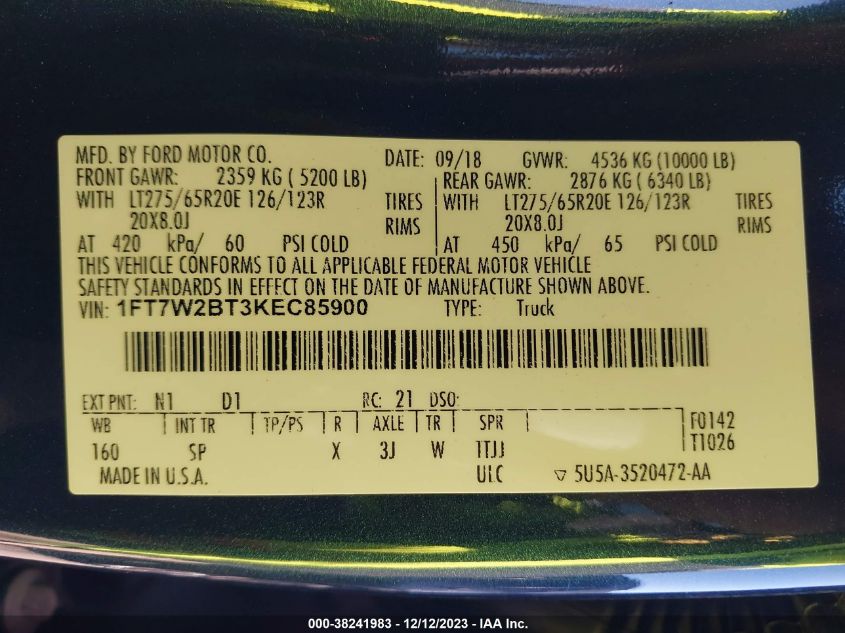 MFD. BY FORD MOTOR CO. DATE: 09/18 GVWR: 4536 KG (10000 LB)
FRONT GAWR: 2359 KG ( 5200 LB) REAR GAWR: 2876 KG ( 6340 LB)
WITH LT275/65R20E 126/123R TIRES WITH LT275/65R20E 126/123R TIRES
20X8.0J RIMS 20X8.0J RIMS
AT 420 kPa/ 60 PSI COLD AT 450 kPa/ 65 PSI COLD
THIS VEHICLE CONFORMS TO ALL APPLICABLE FEDERAL MOTOR VEHICLE
SAFETY STANDARDS IN EFFECT ON THE DATE OF MANUFACTURE SHOWN ABOVE.
VIN: 1FT7W2BT3KEC85900 TYPE: Truck
EXT PNT: N1 D1 RC: 21 DSO:
WB INT TR TP/PS R AXLE TR SPR F0142
160 SP X 3J W TTJJ T1026
MADE IN U.S.A. ULC ▽ 5U5A-3520472-AA
000-38241983 - 12/12/2023 - IAA Inc.